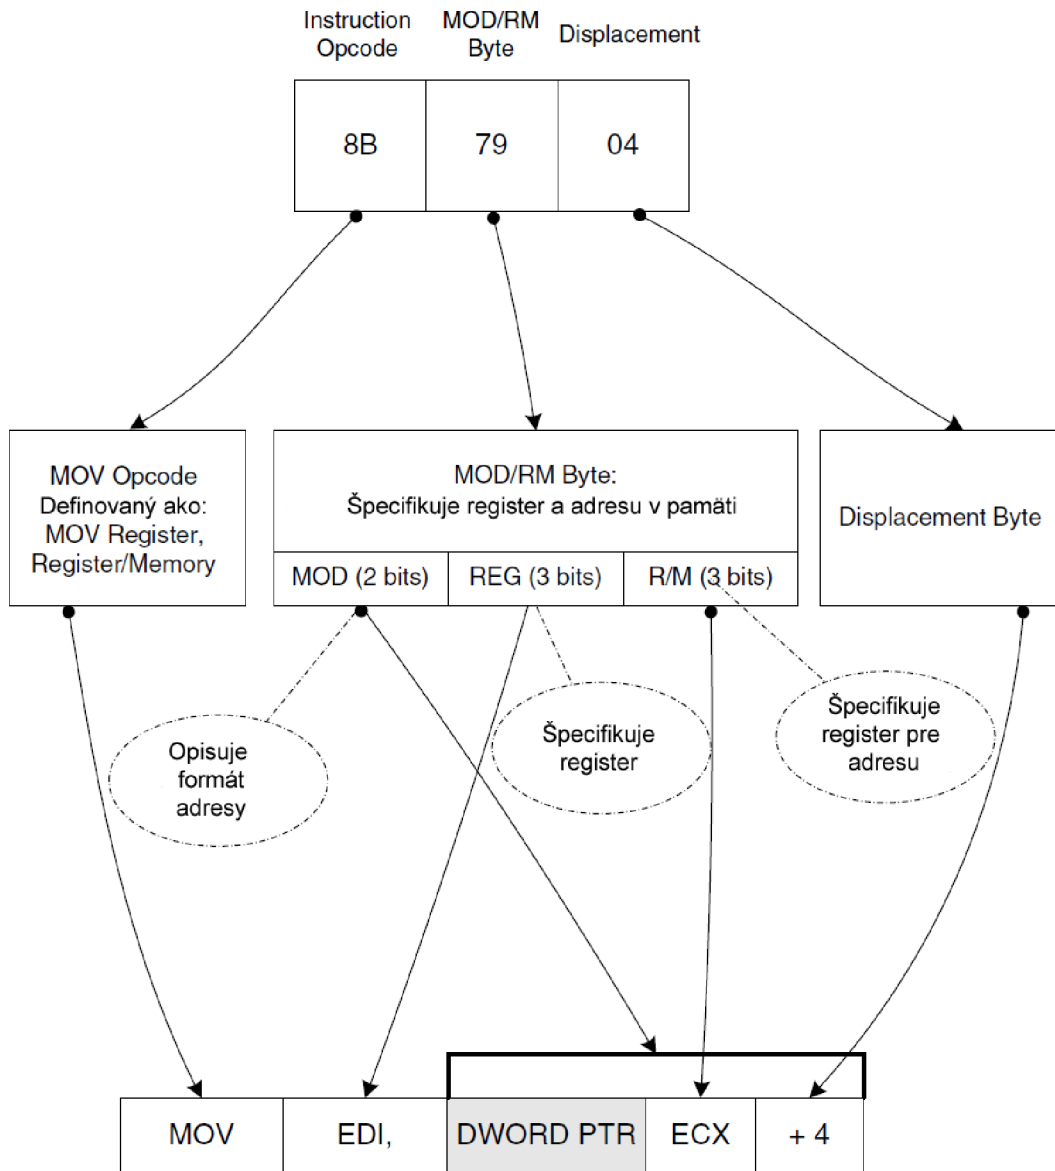 Instruction
Opcode
MOD/RM
Byte
Displacement
8B
79
04
MOV Opcode
Definovaný ako:
MOV Register,
Register/Memory
MOD/RM Byte:
Špecifikuje register a adresu v pamäti
MOD (2 bits)
REG (3 bits)
R/M (3 bits)
Displacement Byte
Opisuje
formát
adresy
Špecifikuje
register
Špecifikuje
register pre
adresu
MOV
EDI,
DWORD PTR
ECX
+ 4